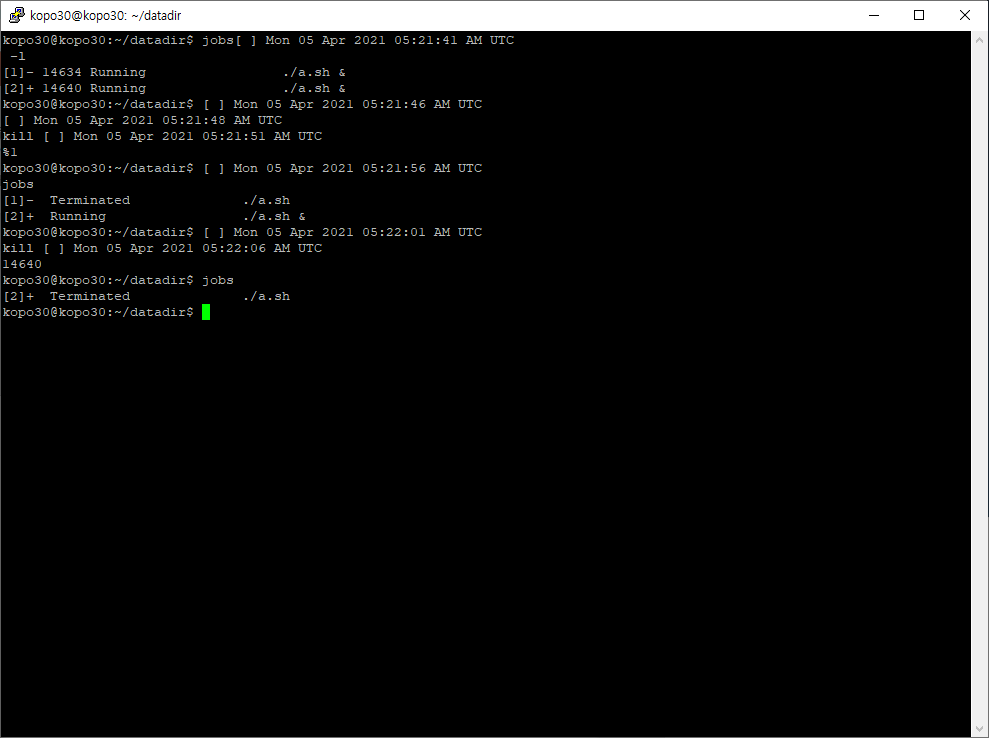 kopo30@kopo30: ~/datadir
kopo30@kopo30:~/datadir$ jobs[ ] Mon 05 Apr 2021 05:21:41 AM UTC
 -l
[1]- 14634 Running                 ./a.sh &
[2]+ 14640 Running                 ./a.sh &
kopo30@kopo30:~/datadir$ [ ] Mon 05 Apr 2021 05:21:46 AM UTC
[ ] Mon 05 Apr 2021 05:21:48 AM UTC
kill [ ] Mon 05 Apr 2021 05:21:51 AM UTC
%1
kopo30@kopo30:~/datadir$ [ ] Mon 05 Apr 2021 05:21:56 AM UTC
jobs
[1]-  Terminated              ./a.sh
[2]+  Running                 ./a.sh &
kopo30@kopo30:~/datadir$ [ ] Mon 05 Apr 2021 05:22:01 AM UTC
kill [ ] Mon 05 Apr 2021 05:22:06 AM UTC
14640
kopo30@kopo30:~/datadir$ jobs
[2]+  Terminated              ./a.sh
kopo30@kopo30:~/datadir$